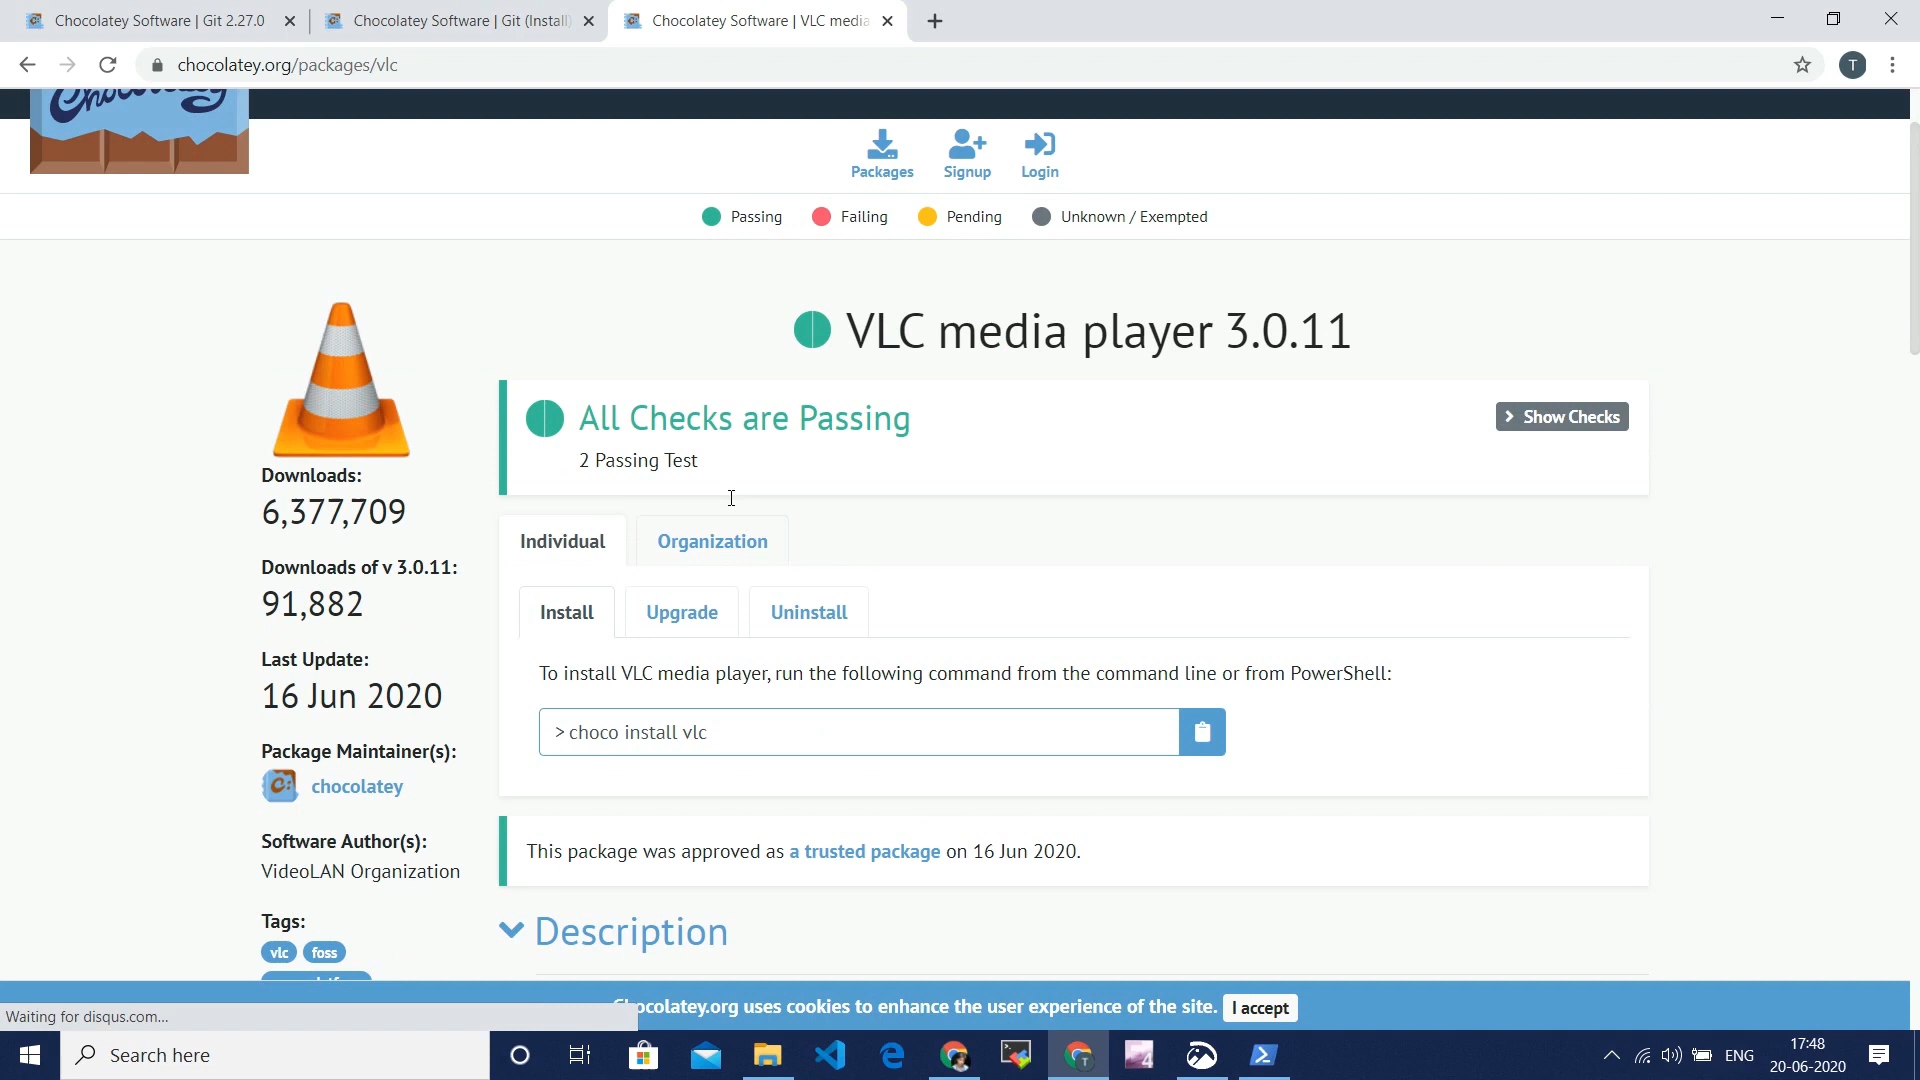 Chocolatey Software | Git 2.27.0
Chocolatey Software | Git (Install)
Chocolatey Software | VLC media
chocolatey.org/packages/vlc
T
Chocolatey
Packages
Signup
Login
Passing
Failing
Pending
Unknown / Exempted
VLC media player 3.0.11
All Checks are Passing
Show Checks
2 Passing Test
Downloads:
6,377,709
Individual
Organization
Downloads of v 3.0.11:
91,882
Install
Upgrade
Uninstall
Last Update:
16 Jun 2020
To install VLC media player, run the following command from the command line or from PowerShell:
> choco install vlc
Package Maintainer(s):
chocolatey
Software Author(s):
VideoLAN Organization
This package was approved as a trusted package on 16 Jun 2020.
Tags:
vlc
foss
Description
Chocolatey.org uses cookies to enhance the user experience of the site.
I accept
Waiting for disqus.com...
Search here
ENG
17:48
20-06-2020